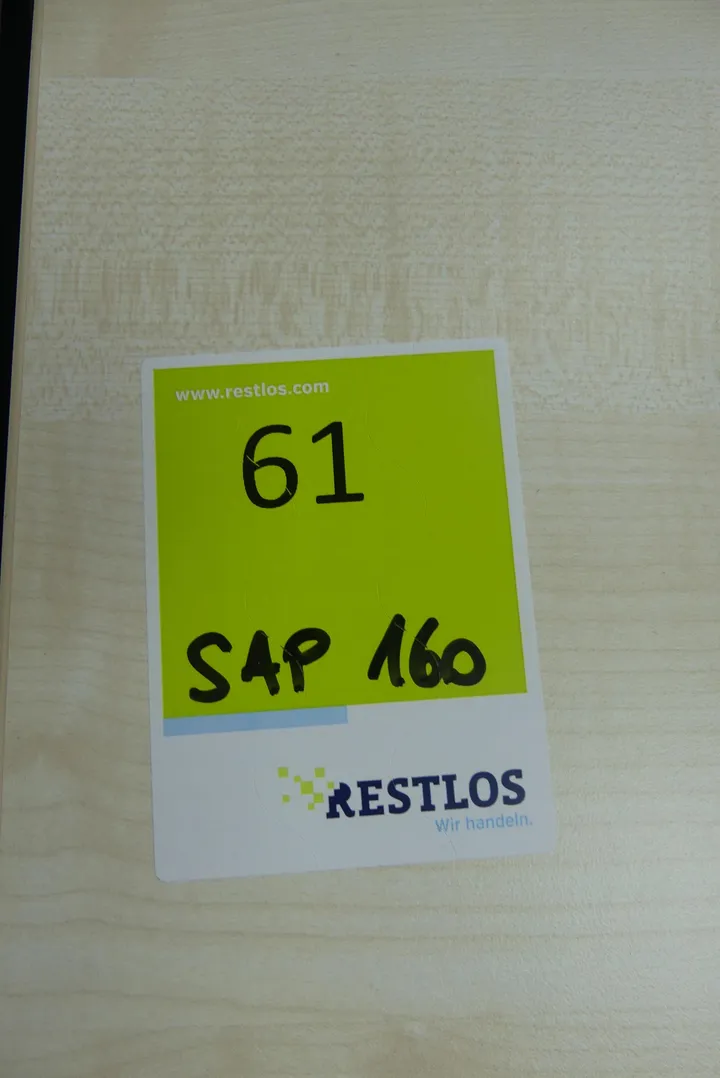 www.restlos.com
61
SAP 160
RESTLOS
Wir handeln.